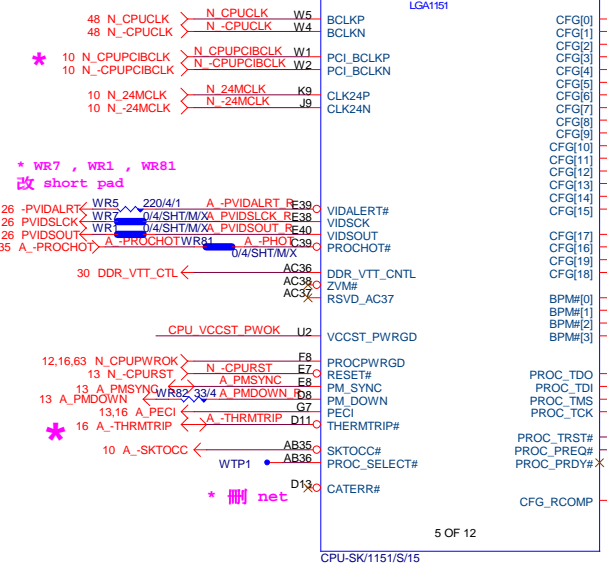 LGA1151
48 N_CPUCLK N_CPUCLK W5 BCLKP CFG[0]
48 N_-CPUCLK N_-CPUCLK W4 BCLKN CFG[1]
CFG[2]
* 10 N_CPUPCIBCLK N_CPUPCIBCLK W1 PCI_BCLKP CFG[3]
10 N_-CPUPCIBCLK N_-CPUPCIBCLK W2 PCI_BCLKN CFG[4]
CFG[5]
10 N_24MCLK N_24MCLK K9 CLK24P CFG[6]
10 N_-24MCLK N_-24MCLK J9 CLK24N CFG[7]
CFG[8]
CFG[9]
CFG[10]
CFG[11]
* WR7 , WR1 , WR81 CFG[12]
改 short pad CFG[13]
CFG[14]
26 -PVIDALRT WR5 220/4/1 A_-PVIDALRT_R E39 VIDALERT# CFG[15]
26 PVIDSLCK WR7 0/4/SHT/M/X A_PVIDSLCK_R E38 VIDSCK
26 PVIDSOUT 0/4/SHT/M/X A_PVIDSOUT_R E40 VIDSOUT CFG[17]
35 A_-PROCHOT A_-PROCHOT WR81 0/4/SHT/M/X A_-PHOT C39 PROCHOT# CFG[16]
CFG[19]
30 DDR_VTT_CTL AC36 DDR_VTT_CNTL CFG[18]
AC38 ZVM#
AC37 RSVD_AC37 BPM#[0]
BPM#[1]
BPM#[2]
CPU_VCCST_PWOK U2 VCCST_PWRGD BPM#[3]
12,16,63 N_CPUPWROK F8 PROCPWRGD
13 N_-CPURST N_-CPURST E7 RESET# PROC_TDO
13 A_PMSYNC A_PMSYNC E8 PM_SYNC PROC_TDI
13 A_PMDOWN WR82 33/4 A_PMDOWN_R D8 PM_DOWN PROC_TMS
13,16 A_PECI G7 PECI PROC_TCK
* 16 A_-THRMTRIP A_-THRMTRIP D11 THERMTRIP#
PROC_TRST#
10 A_-SKTOCC AB35 SKTOCC# PROC_PREQ#
WTP1 AB36 PROC_SELECT# PROC_PRDY#
* 刪 net D13 CATERR#
CFG_RCOMP
5 OF 12
CPU-SK/1151/S/15